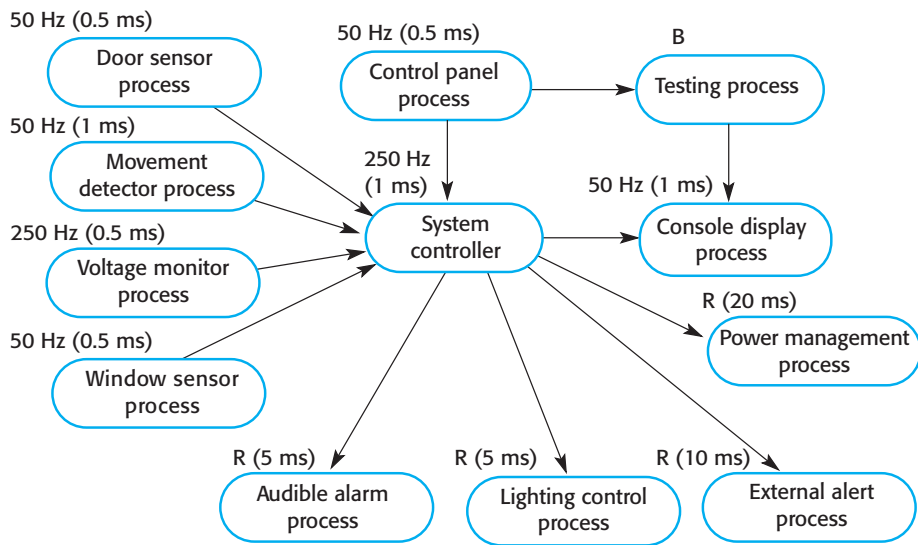 50 Hz (0.5 ms)
Door sensor
process
50 Hz (0.5 ms)
Control panel
process
B
Testing process
50 Hz (1 ms)
Movement
detector process
250 Hz
(1 ms)
System
controller
50 Hz (1 ms)
Console display
process
250 Hz (0.5 ms)
Voltage monitor
process
50 Hz (0.5 ms)
Window sensor
process
R (20 ms)
Power management
process
R (5 ms)
Audible alarm
process
R (5 ms)
Lighting control
process
R (10 ms)
External alert
process